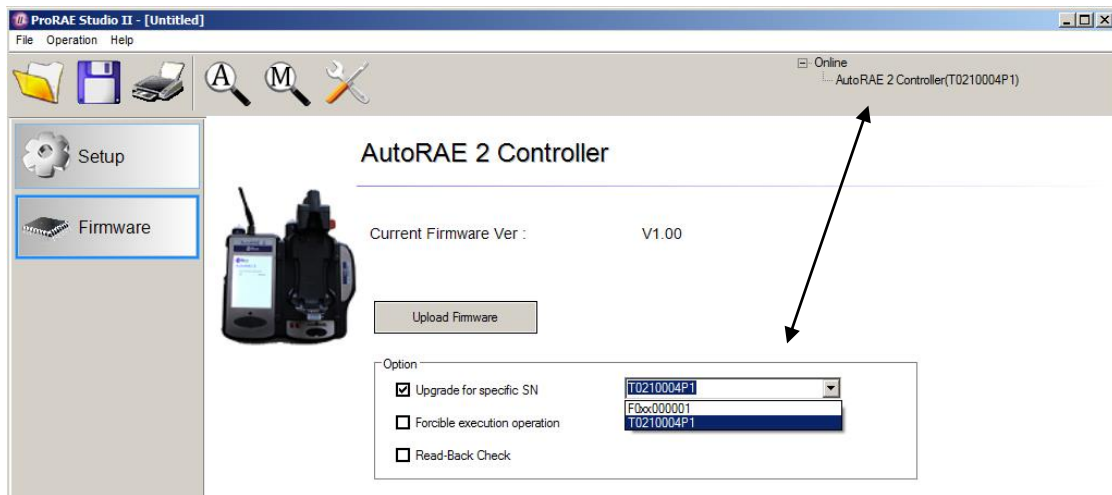 ProRAE Studio II - [Untitled]
File Operation Help
A M
Online
AutoRAE 2 Controller(T0210004P1)
Setup
Firmware
AutoRAE 2 Controller
Current Firmware Ver : V1.00
Upload Firmware
Option
Upgrade for specific SN T0210004P1
F0xx000001
Forcible execution operation T0210004P1
Read-Back Check